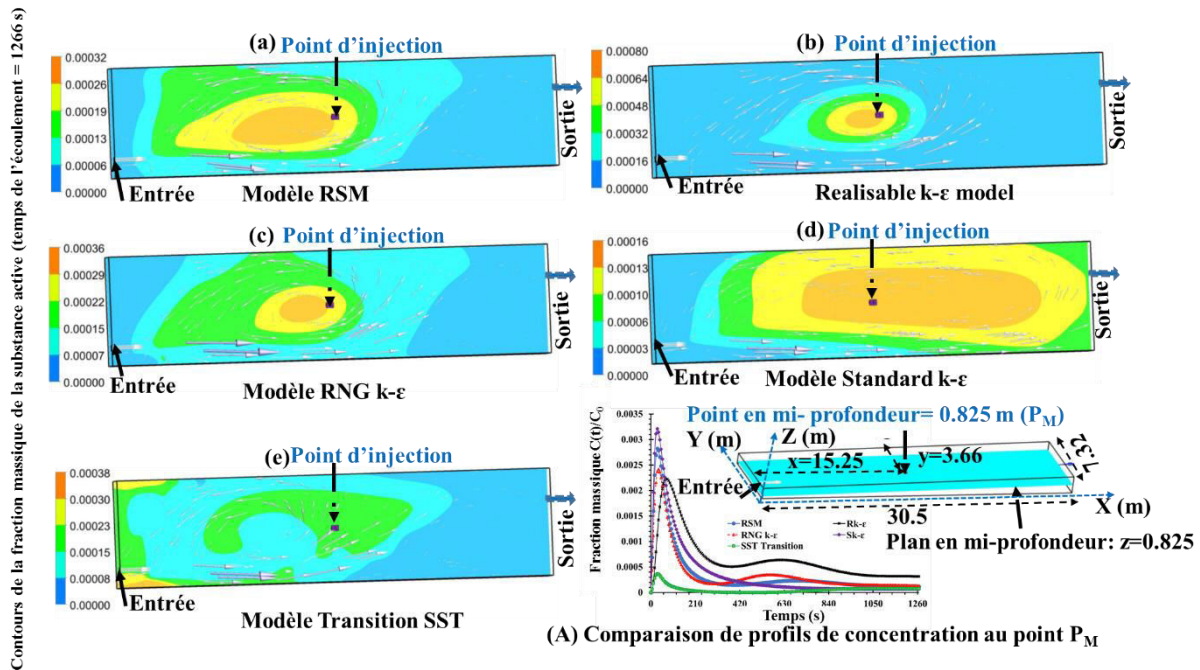 Contours de la fraction massique de la substance active (temps de l'écoulement = 1266 s)
(a)
Point d'injection
0.00032
0.00026
0.00019
0.00013
0.00006
0.00000
Entrée
Modèle RSM
Sortie
(b)
Point d'injection
0.00080
0.00064
0.00048
0.00032
0.00016
0.00000
Entrée
Realisable k-ε model
Sortie
(c)
Point d'injection
0.00036
0.00029
0.00022
0.00015
0.00007
0.00000
Entrée
Modèle RNG k-ε
Sortie
(d)
Point d'injection
0.00016
0.00013
0.00010
0.00006
0.00003
0.00000
Entrée
Modèle Standard k-ε
Sortie
(e)
Point d'injection
0.00038
0.00030
0.00023
0.00015
0.00008
0.00000
Entrée
Modèle Transition SST
Sortie
Point en mi- profondeur= 0.825 m (P_M)
Y (m)
Z (m)
x=15.25
y=3.66
7.32
Entrée
30.5
X (m)
Plan en mi-profondeur: z=0.825
Fraction massique C(t)/C₀
0.0035
0.003
0.0025
0.002
0.0015
0.001
0.0005
0
RSM
Rk-ε
RNG k-ε
Sk-ε
SST Transition
0 210 420 630 840 1050 1260
Temps (s)
(A) Comparaison de profils de concentration au point P_M